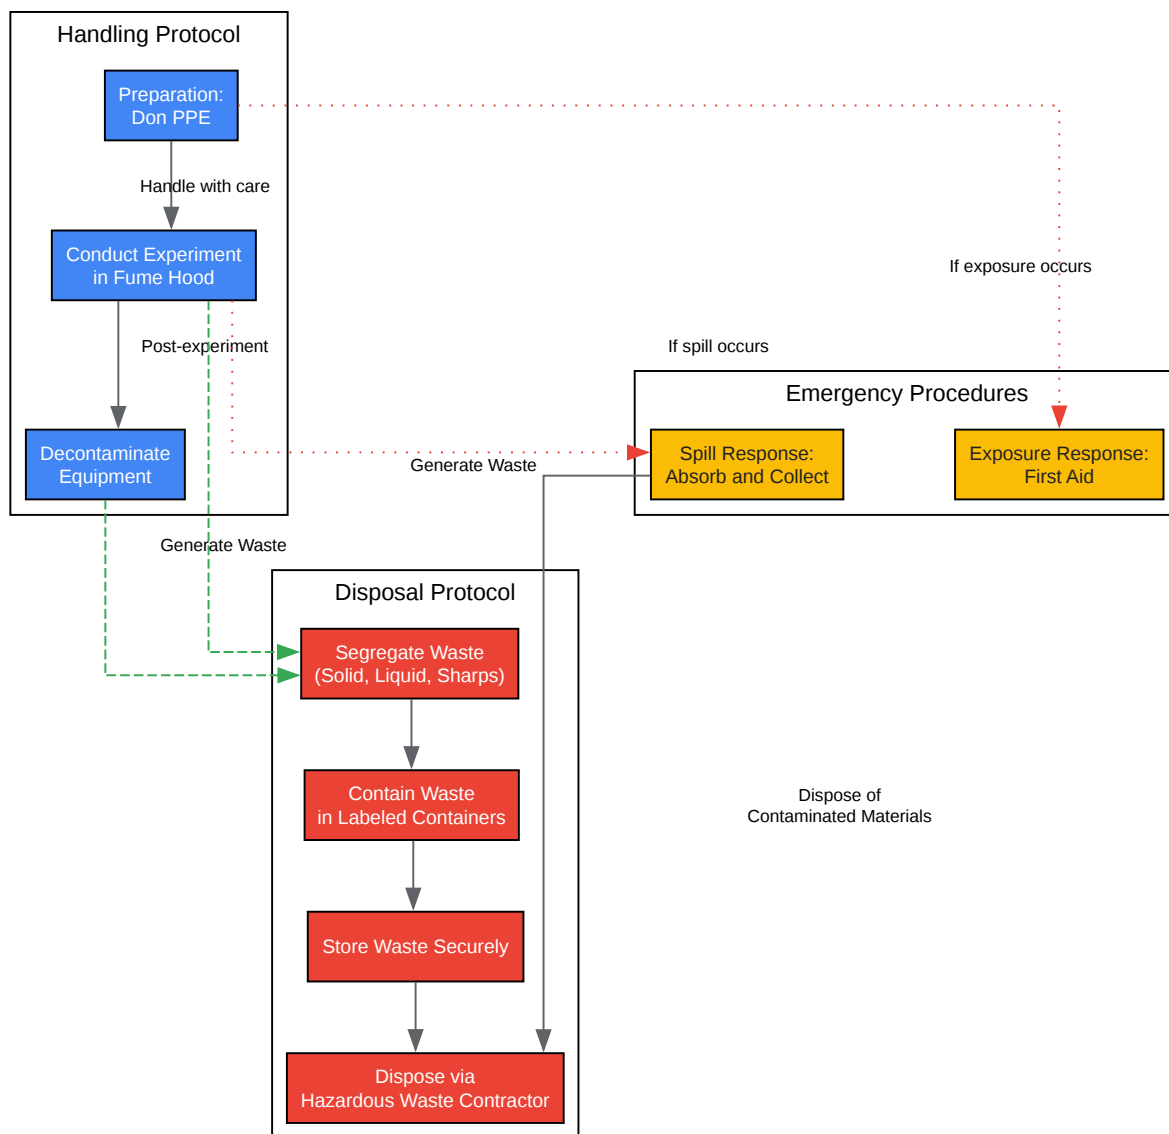 Handling Protocol
Preparation:
Don PPE
Handle with care
Conduct Experiment
in Fume Hood
If exposure occurs
Post-experiment
If spill occurs
Emergency Procedures
Decontaminate
Equipment
Generate Waste
Spill Response:
Absorb and Collect
Exposure Response:
First Aid
Generate Waste
Disposal Protocol
Segregate Waste
(Solid, Liquid, Sharps)
Contain Waste
in Labeled Containers
Dispose of
Contaminated Materials
Store Waste Securely
Dispose via
Hazardous Waste Contractor